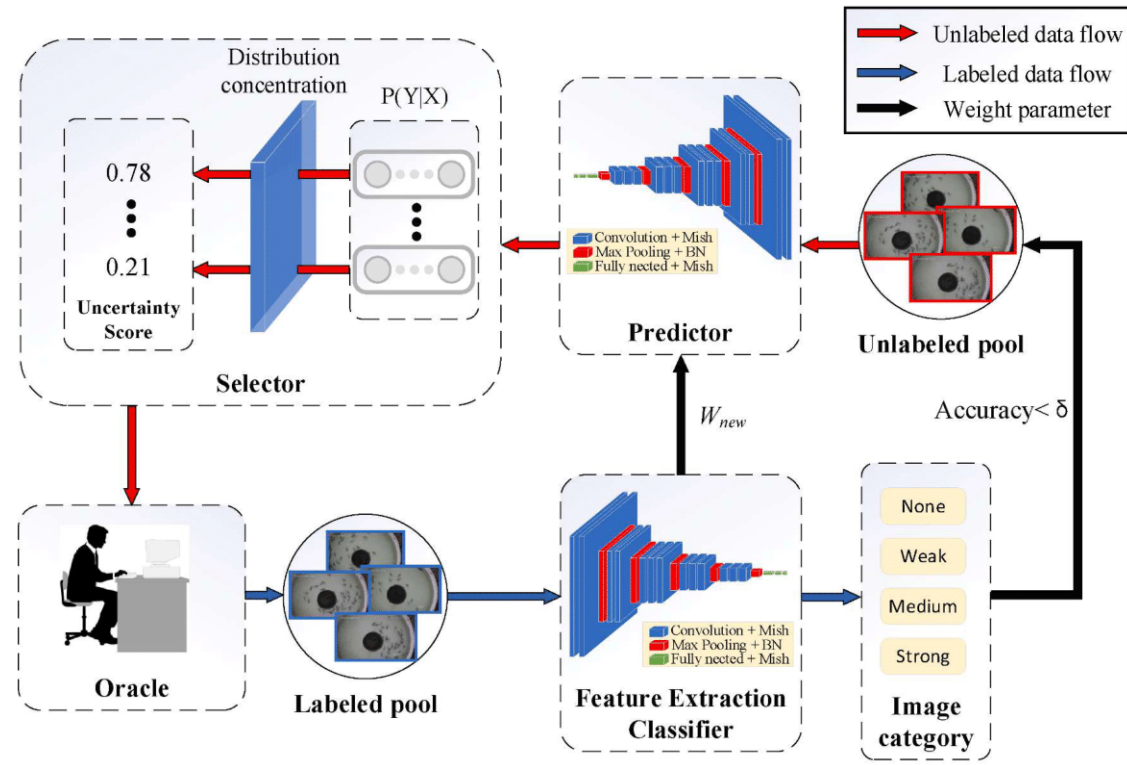 Distribution
concentration
P(Y|X)
0.78
0.21
Uncertainty
Score
Selector
Convolution + Mish
Max Pooling + BN
Fully nected + Mish
Predictor
Unlabeled data flow
Labeled data flow
Weight parameter
Unlabeled pool
Accuracy< δ
W_new
Oracle
Labeled pool
Convolution + Mish
Max Pooling + BN
Fully nected + Mish
Feature Extraction
Classifier
None
Weak
Medium
Strong
Image
category